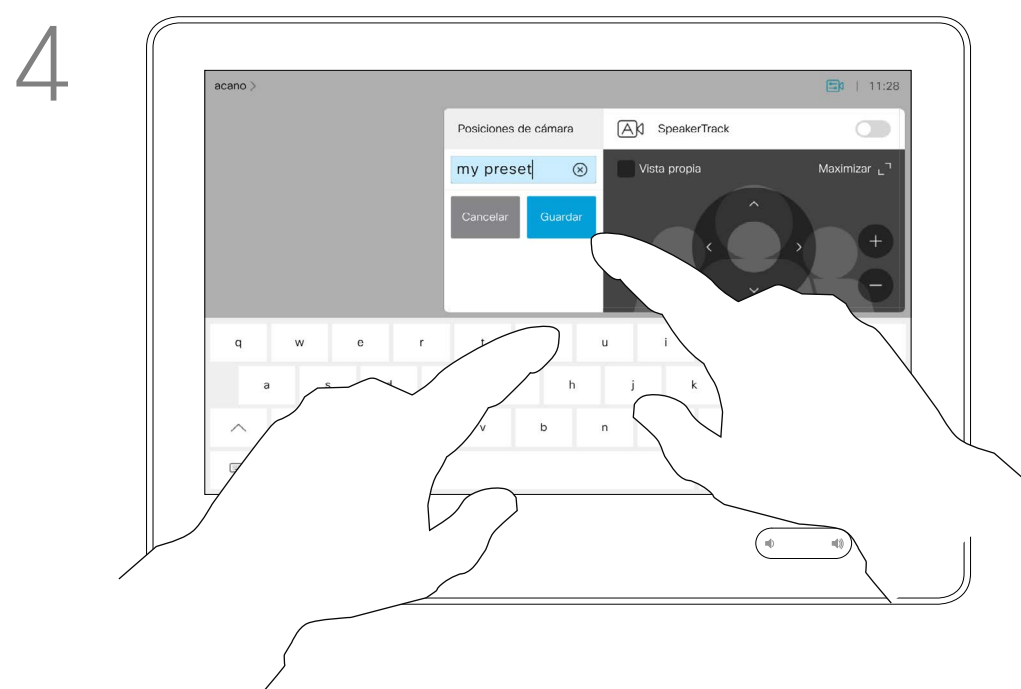 4
acano
11:28
Posiciones de cámara
SpeakerTrack
my preset
Vista propia
Maximizar
Cancelar
Guardar
q w e r t u i
a s d h j k
v b n